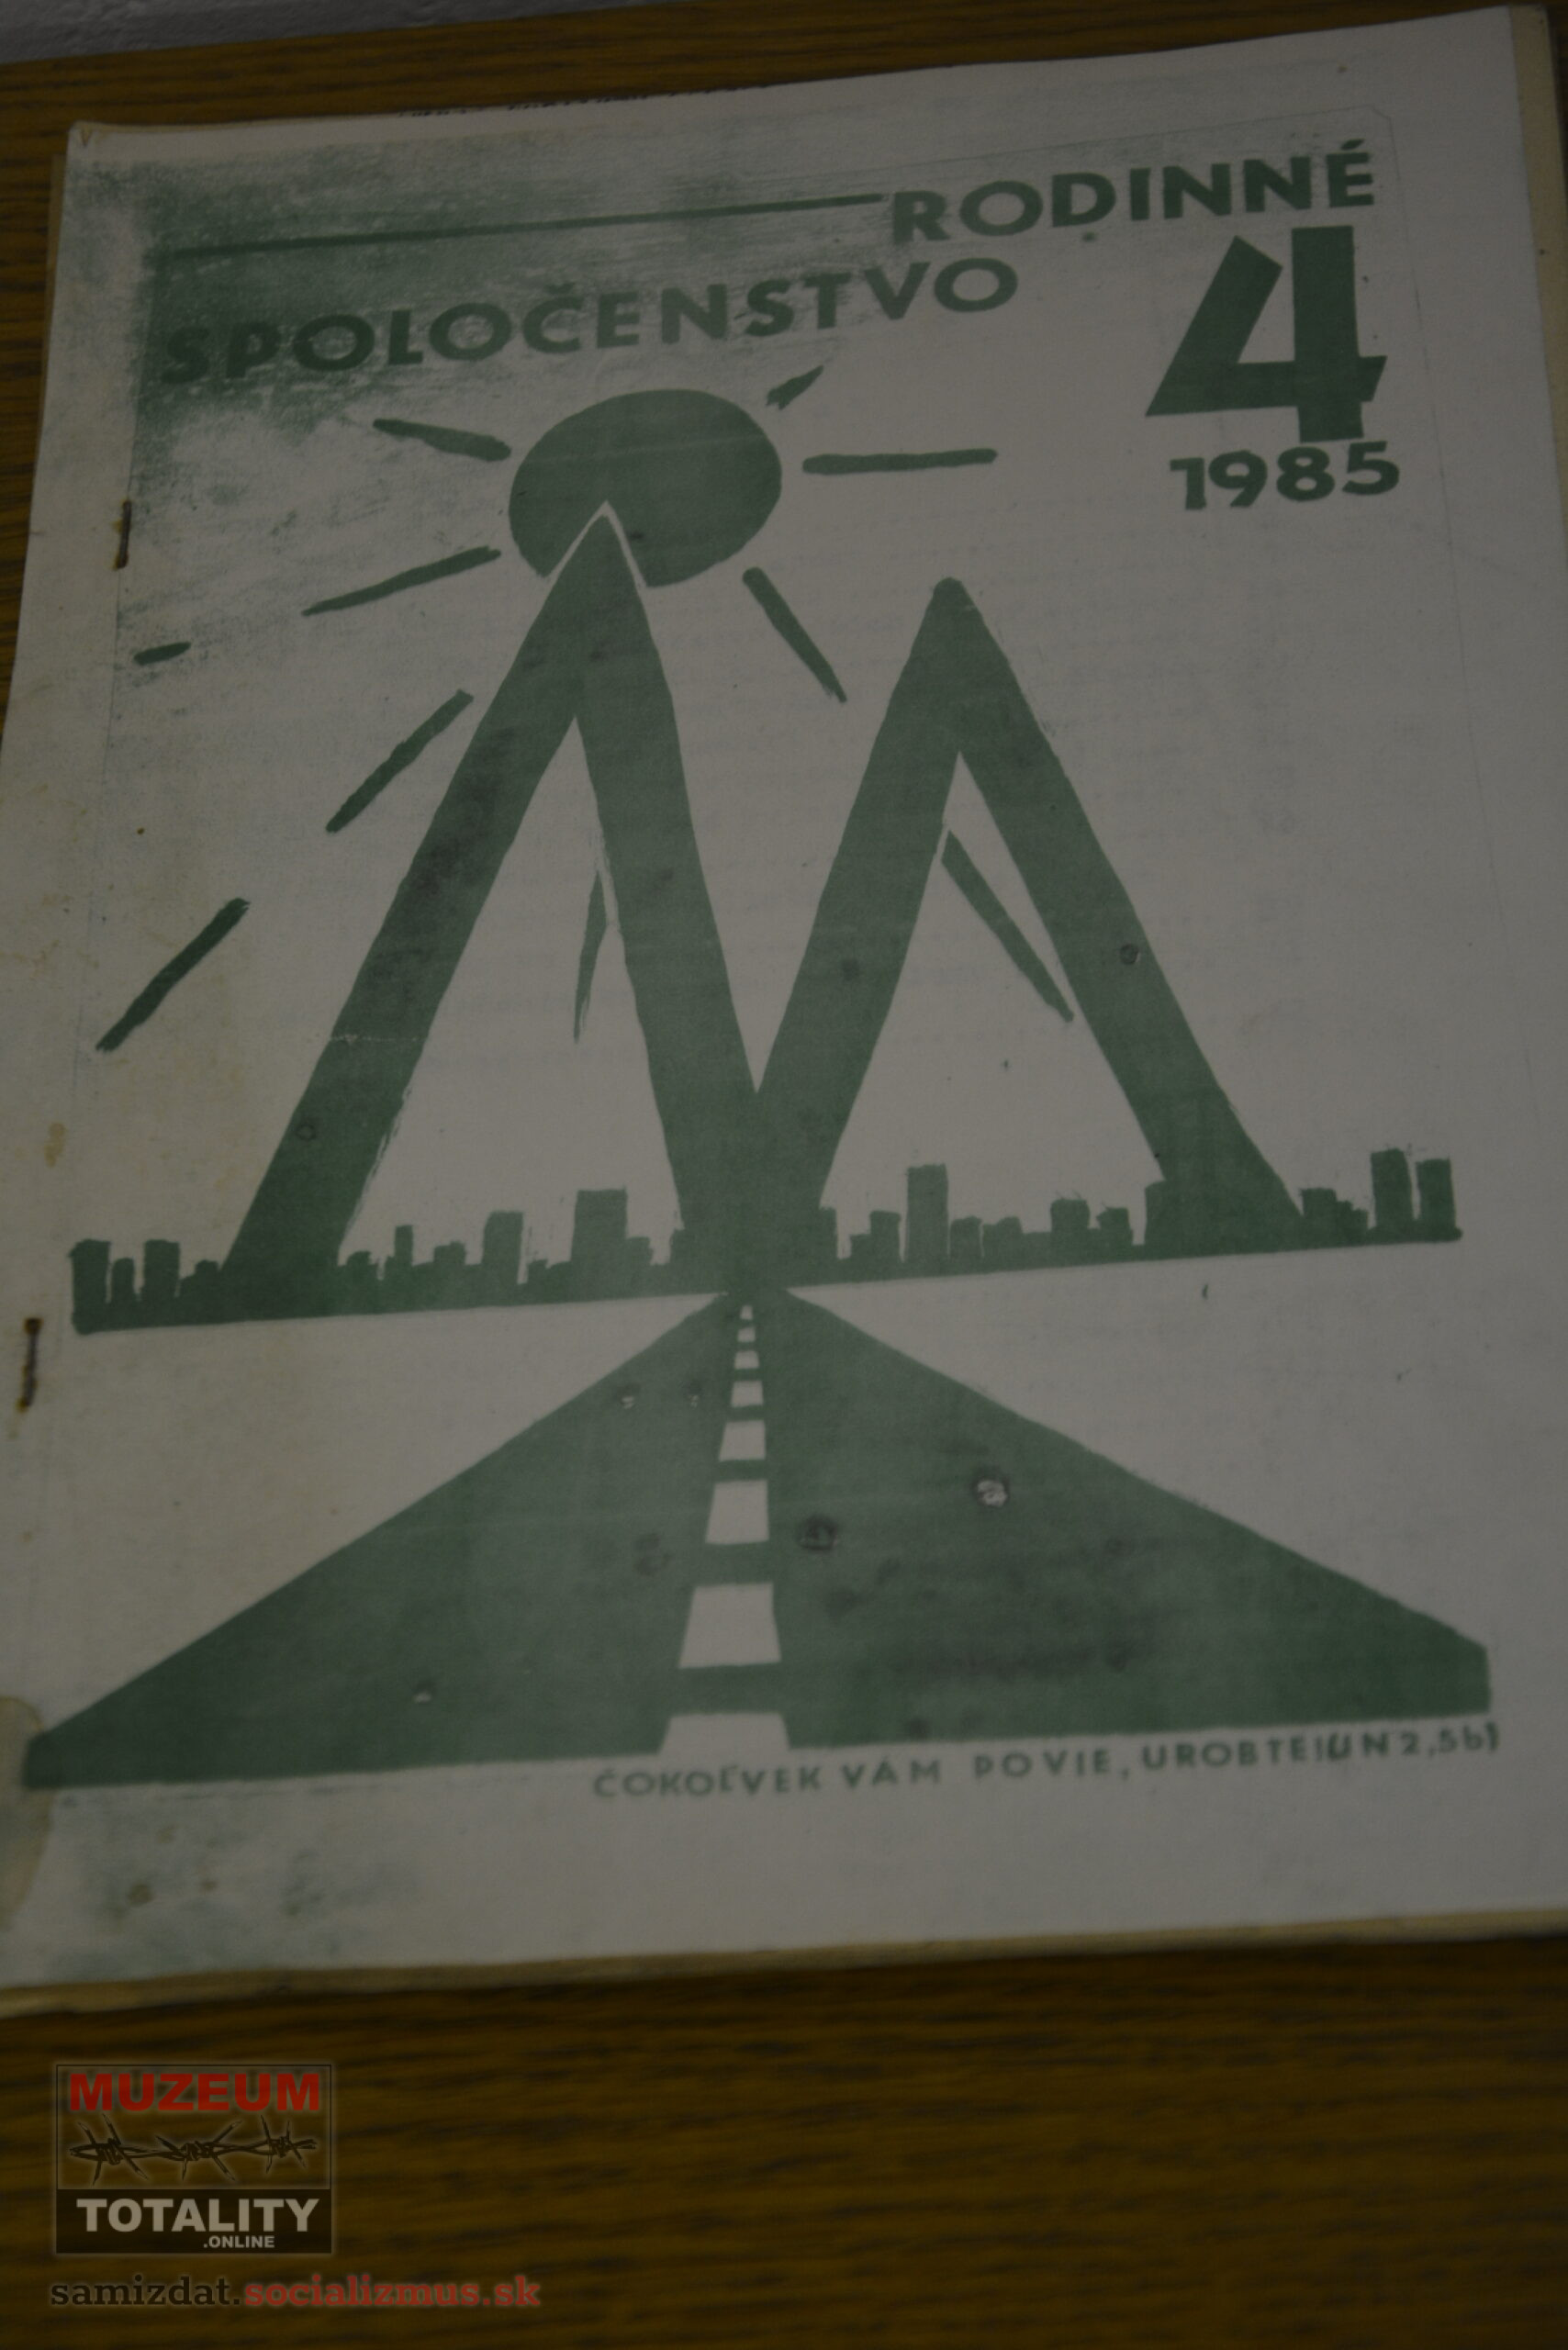 RODINNÉ
SPOLOČENSTVO
4
1985
ČOKOĽVEK VÁM POVIE, UROBTE!(JN 2,5b)
MUZEUM
TOTALITY
.ONLINE
samizdat.socializmus.sk